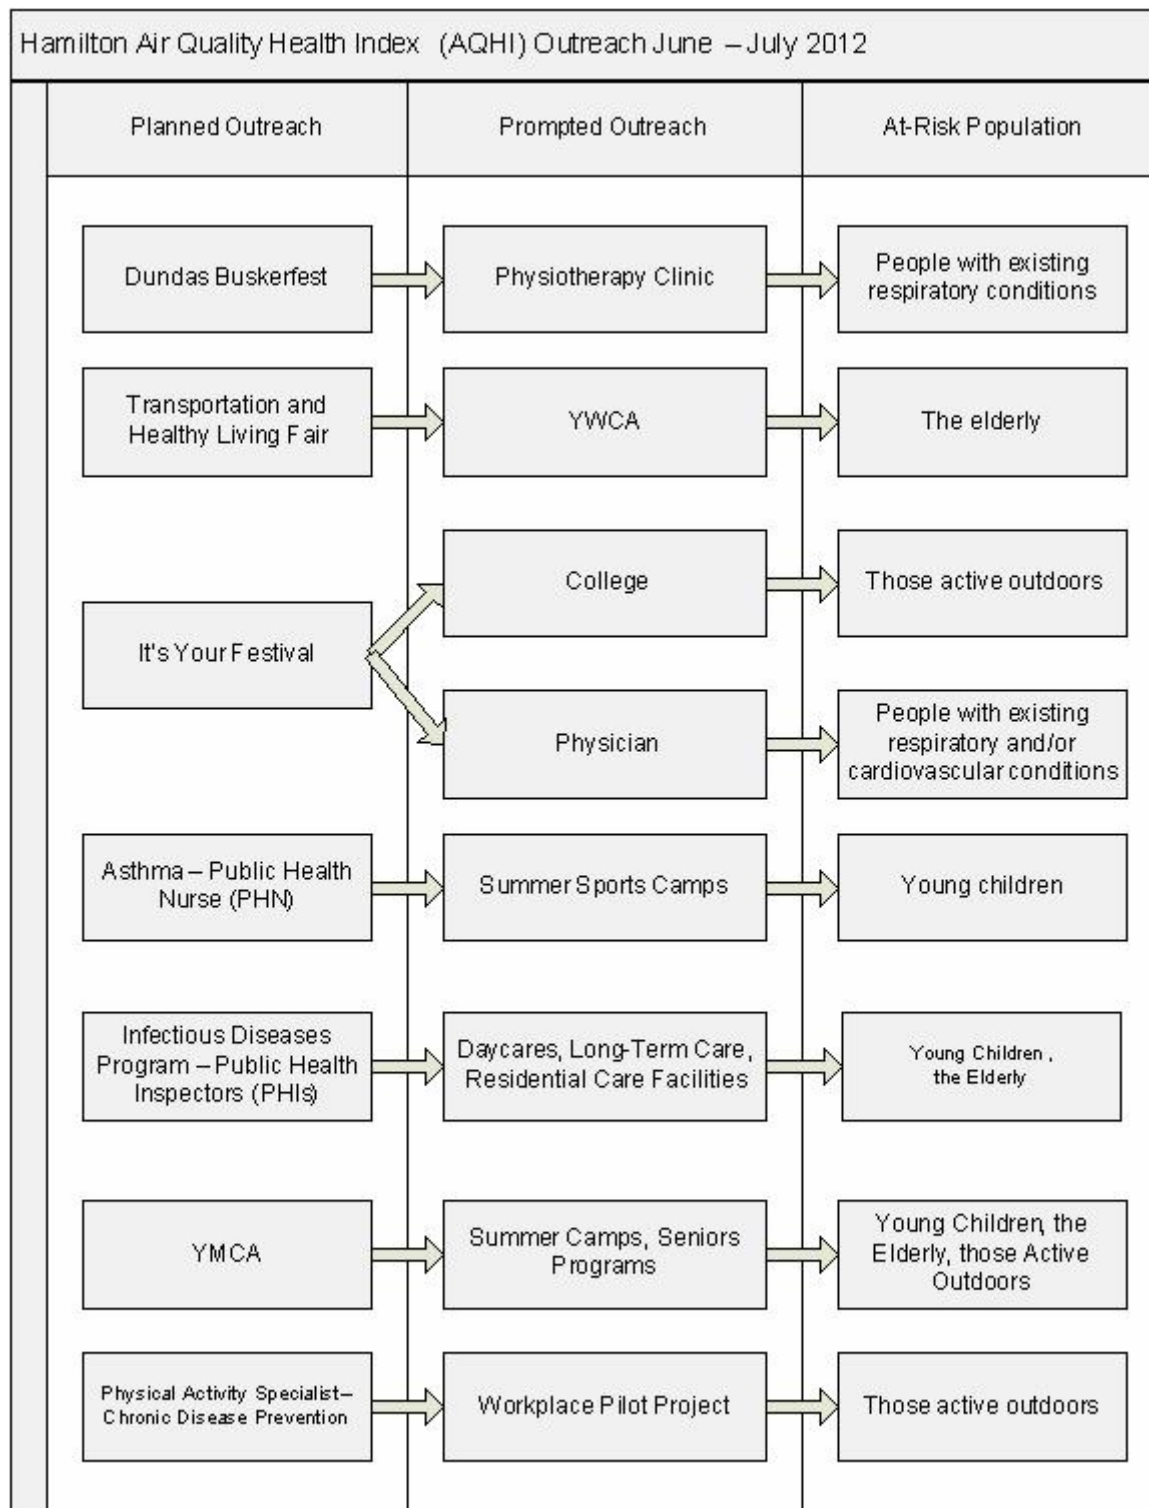 Hamilton Air Quality Health Index (AQHI) Outreach June – July 2012
Planned Outreach
Prompted Outreach
At-Risk Population
Dundas Buskerfest
Physiotherapy Clinic
People with existing
respiratory conditions
Transportation and
Healthy Living Fair
YWCA
The elderly
It's Your Festival
College
Those active outdoors
Physician
People with existing
respiratory and/or
cardiovascular conditions
Asthma – Public Health
Nurse (PHN)
Summer Sports Camps
Young children
Infectious Diseases
Program – Public Health
Inspectors (PHIs)
Daycares, Long-Term Care,
Residential Care Facilities
Young Children ,
the Elderly
YMCA
Summer Camps, Seniors
Programs
Young Children, the
Elderly, those Active
Outdoors
Physical Activity Specialist–
Chronic Disease Prevention
Workplace Pilot Project
Those active outdoors